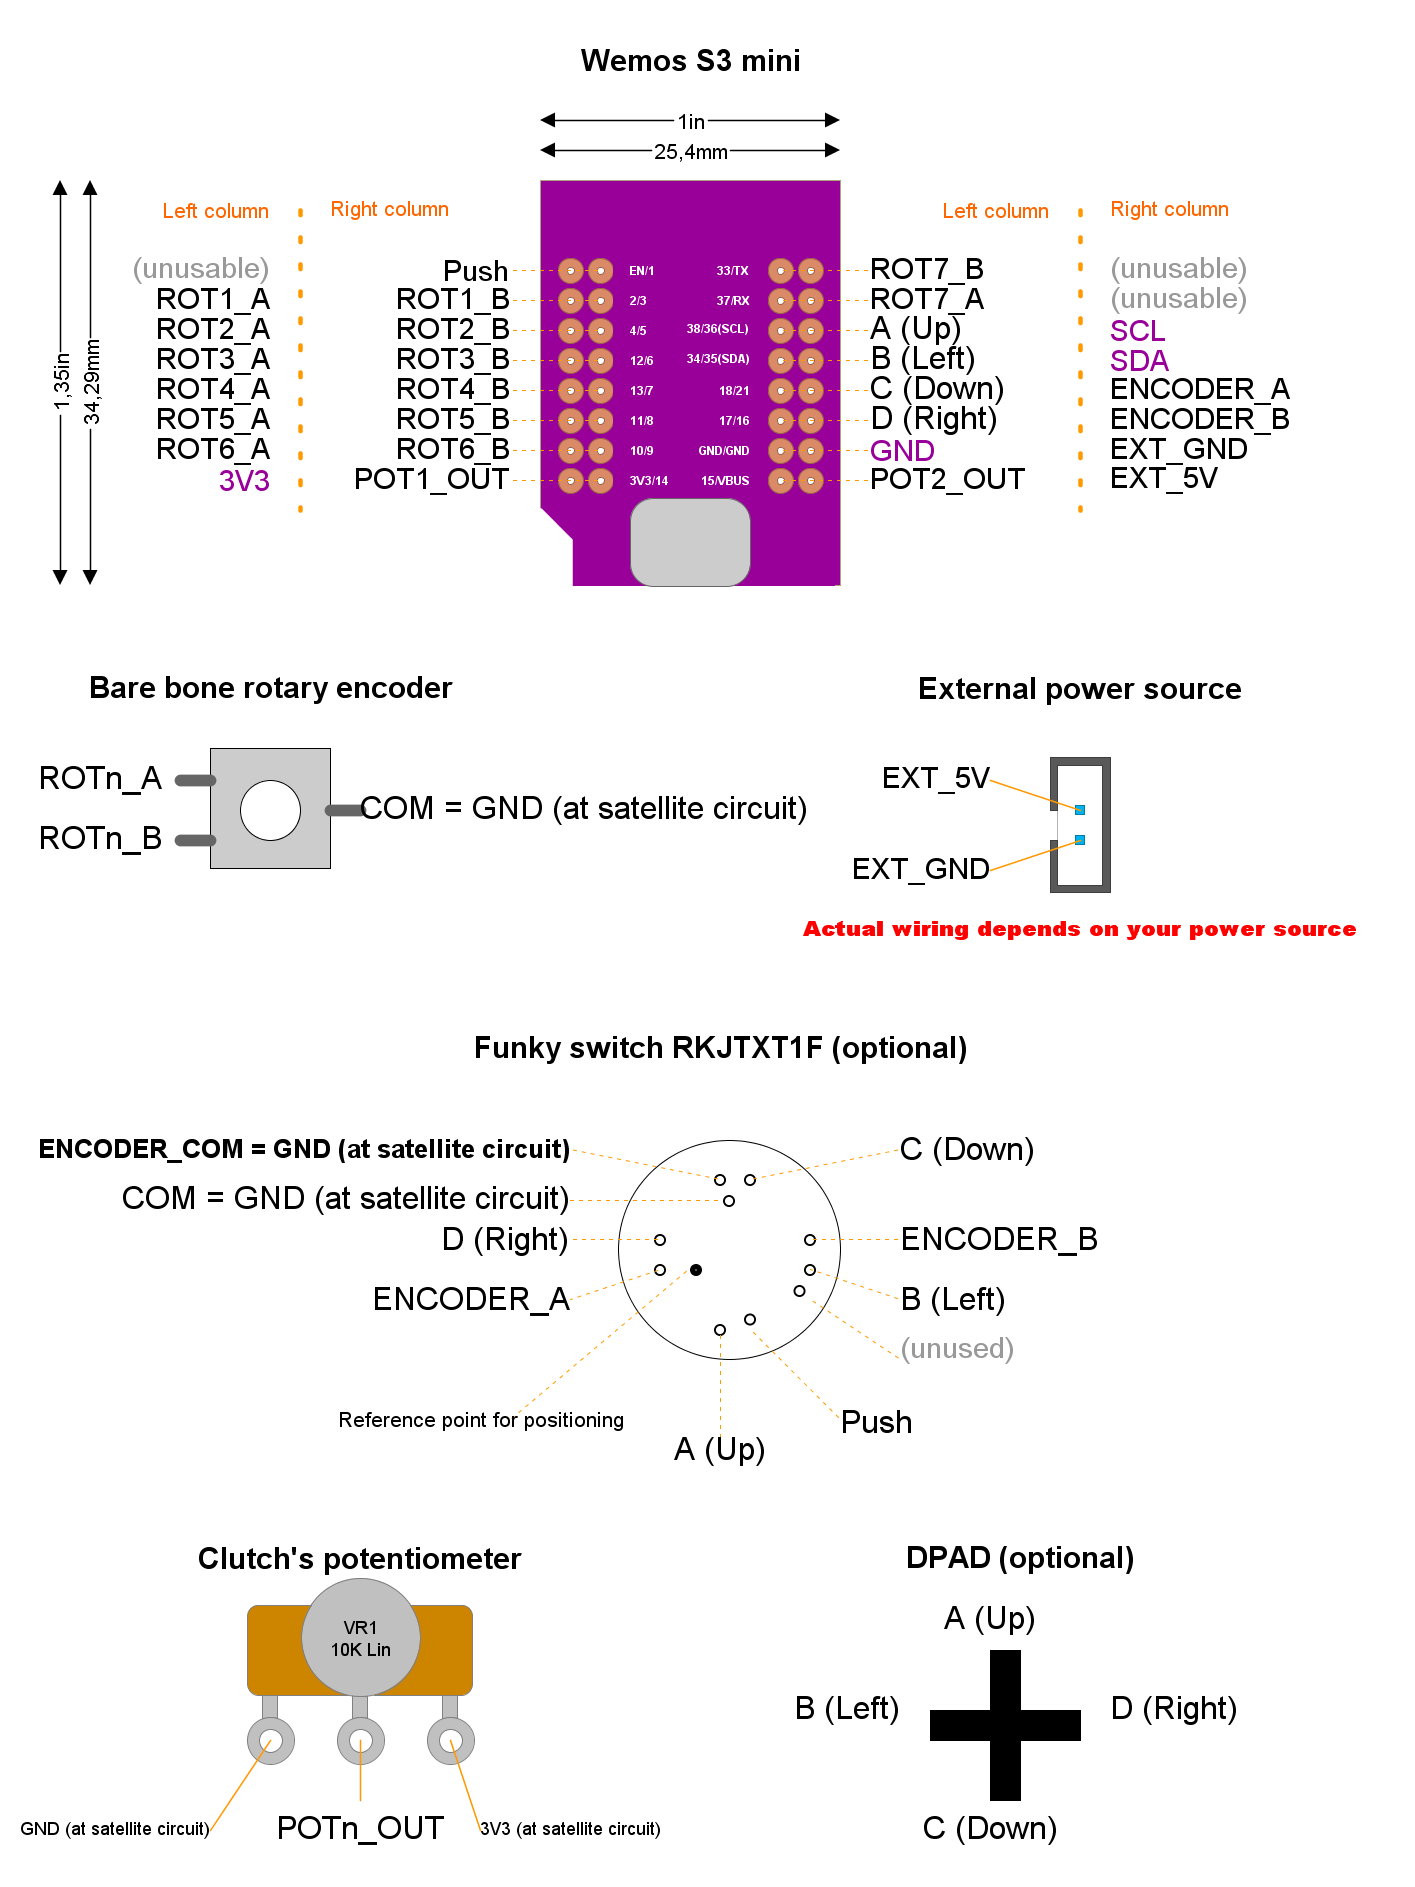 Wemos S3 mini
1in
25,4mm
1,35in
34,29mm
Left column
Right column
Left column
Right column
(unusable)
Push
EN/1
33/TX
ROT7_B
(unusable)
ROT1_A
ROT1_B
2/3
37/RX
ROT7_A
(unusable)
ROT2_A
ROT2_B
4/5
38/36(SCL)
A (Up)
SCL
ROT3_A
ROT3_B
12/6
34/35(SDA)
B (Left)
SDA
ROT4_A
ROT4_B
13/7
18/21
C (Down)
ENCODER_A
ROT5_A
ROT5_B
11/8
17/16
D (Right)
ENCODER_B
ROT6_A
ROT6_B
10/9
GND/GND
GND
EXT_GND
3V3
POT1_OUT
3V3/14
15/VBUS
POT2_OUT
EXT_5V
Bare bone rotary encoder
ROTn_A
ROTn_B
COM = GND (at satellite circuit)
External power source
EXT_5V
EXT_GND
Actual wiring depends on your power source
Funky switch RKJTXT1F (optional)
ENCODER_COM = GND (at satellite circuit)
C (Down)
COM = GND (at satellite circuit)
D (Right)
ENCODER_B
ENCODER_A
B (Left)
(unused)
Reference point for positioning
Push
A (Up)
Clutch's potentiometer
VR1
10K Lin
GND (at satellite circuit)
POTn_OUT
3V3 (at satellite circuit)
DPAD (optional)
A (Up)
B (Left)
D (Right)
C (Down)